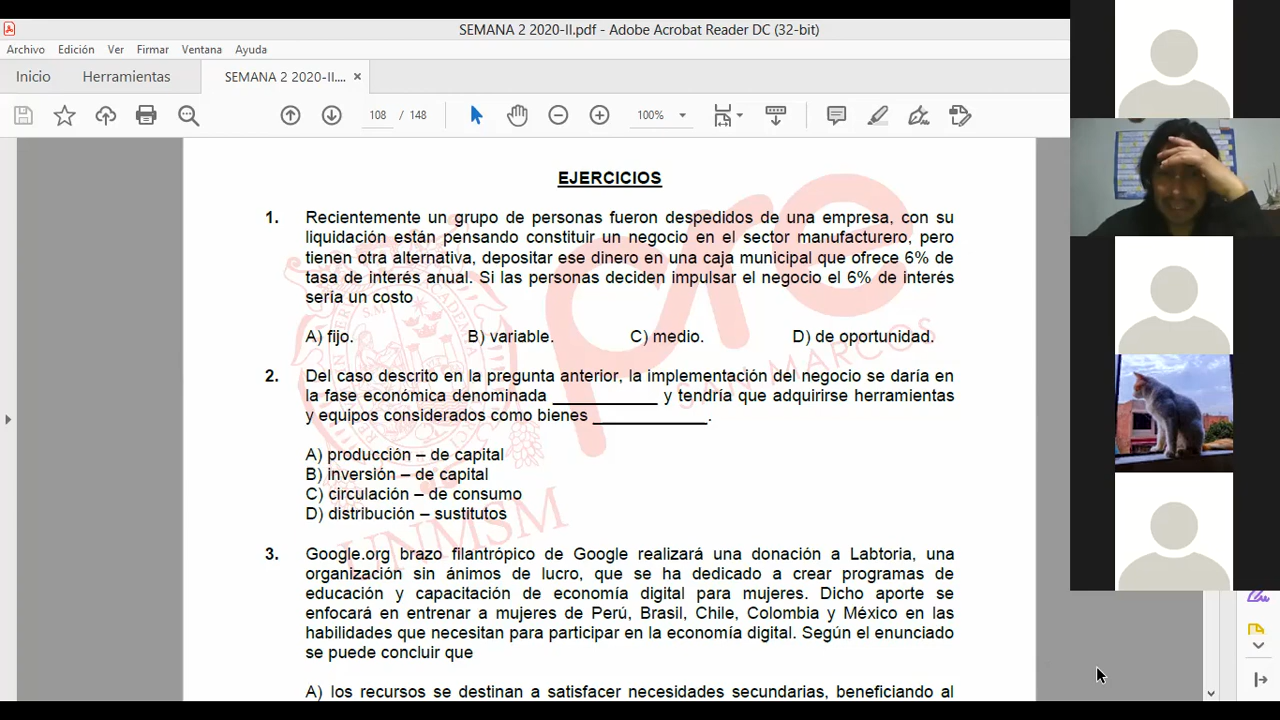 SEMANA 2 2020-II.pdf - Adobe Acrobat Reader DC (32-bit)
Archivo Edición Ver Firmar Ventana Ayuda
Inicio Herramientas SEMANA 2 2020-II.... ×
108 / 148 100%
EJERCICIOS
1. Recientemente un grupo de personas fueron despedidos de una empresa, con su
liquidación están pensando constituir un negocio en el sector manufacturero, pero
tienen otra alternativa, depositar ese dinero en una caja municipal que ofrece 6% de
tasa de interés anual. Si las personas deciden impulsar el negocio el 6% de interés
sería un costo
A) fijo. B) variable. C) medio. D) de oportunidad.
2. Del caso descrito en la pregunta anterior, la implementación del negocio se daría en
la fase económica denominada ____________ y tendría que adquirirse herramientas
y equipos considerados como bienes _____________.
A) producción – de capital
B) inversión – de capital
C) circulación – de consumo
D) distribución – sustitutos
3. Google.org brazo filantrópico de Google realizará una donación a Labtoria, una
organización sin ánimos de lucro, que se ha dedicado a crear programas de
educación y capacitación de economía digital para mujeres. Dicho aporte se
enfocará en entrenar a mujeres de Perú, Brasil, Chile, Colombia y México en las
habilidades que necesitan para participar en la economía digital. Según el enunciado
se puede concluir que
A) los recursos se destinan a satisfacer necesidades secundarias, beneficiando al
pre
SAN MARCOS
UNMSM